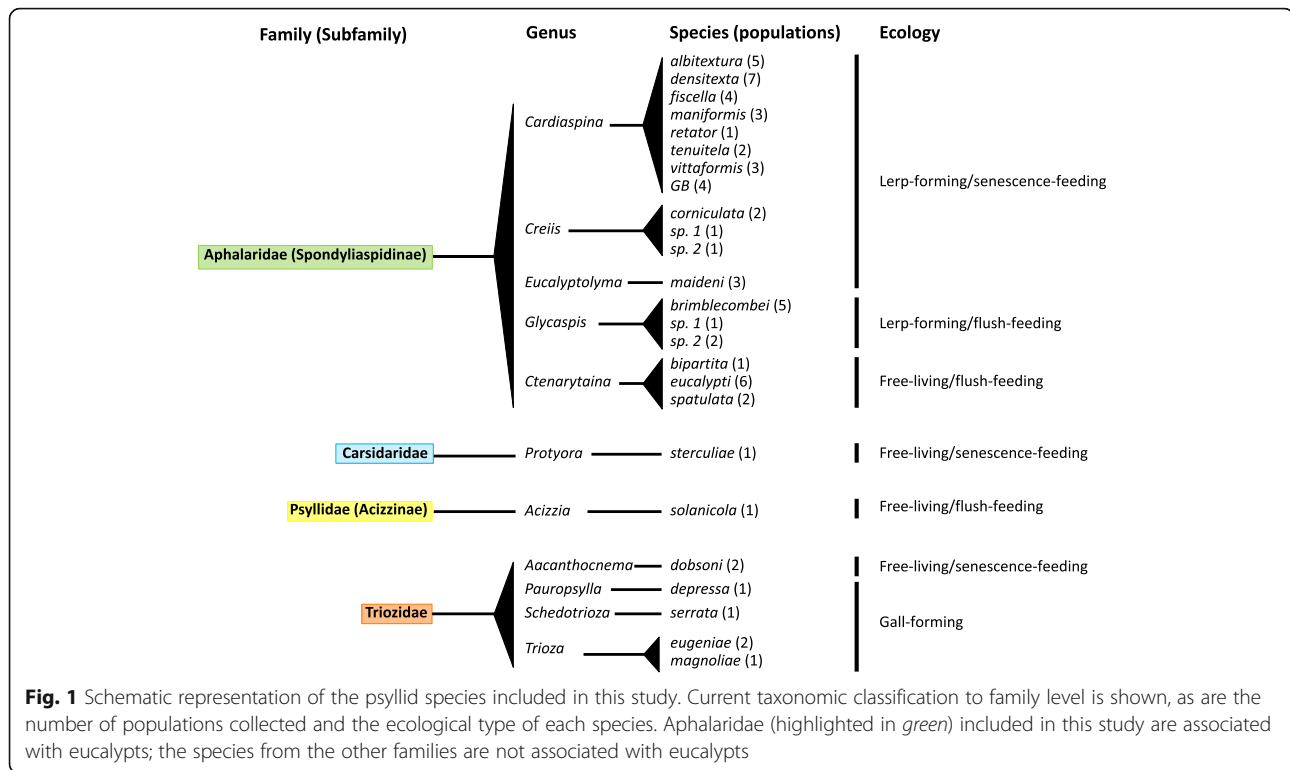 Family (Subfamily) Genus Species (populations) Ecology
albitextura (5)
densitexta (7)
fiscella (4)
Cardiaspina maniformis (3)
retator (1)
tenuitela (2)
vittaformis (3)
GB (4)
Lerp-forming/senescence-feeding
corniculata (2)
Creiis sp. 1 (1)
sp. 2 (1)
Aphalaridae (Spondyliaspidinae)
Eucalyptolyma maideni (3)
brimblecombei (5)
Glycaspis sp. 1 (1) Lerp-forming/flush-feeding
sp. 2 (2)
bipartita (1)
Ctenarytaina eucalypti (6) Free-living/flush-feeding
spatulata (2)
Carsidaridae Protyora sterculiae (1) Free-living/senescence-feeding
Psyllidae (Acizzinae) Acizzia solanicola (1) Free-living/flush-feeding
Aacanthocnema dobsoni (2) Free-living/senescence-feeding
Pauropsylla depressa (1)
Triozidae Schedotrioza serrata (1) Gall-forming
Trioza eugeniae (2)
magnoliae (1)
Fig. 1 Schematic representation of the psyllid species included in this study. Current taxonomic classification to family level is shown, as are the
number of populations collected and the ecological type of each species. Aphalaridae (highlighted in green) included in this study are associated
with eucalypts; the species from the other families are not associated with eucalypts